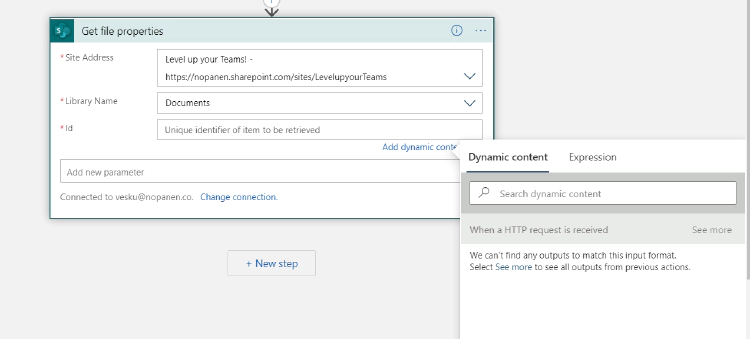 Get file properties
* Site Address
Level up your Teams! -
https://nopanen.sharepoint.com/sites/LevelupyourTeams
* Library Name
Documents
* Id
Unique identifier of item to be retrieved
Add dynamic conte
Add new parameter
Connected to vesku@nopanen.co. Change connection.
+ New step
Dynamic content Expression
Search dynamic content
When a HTTP request is received See more
We can't find any outputs to match this input format.
Select See more to see all outputs from previous actions.